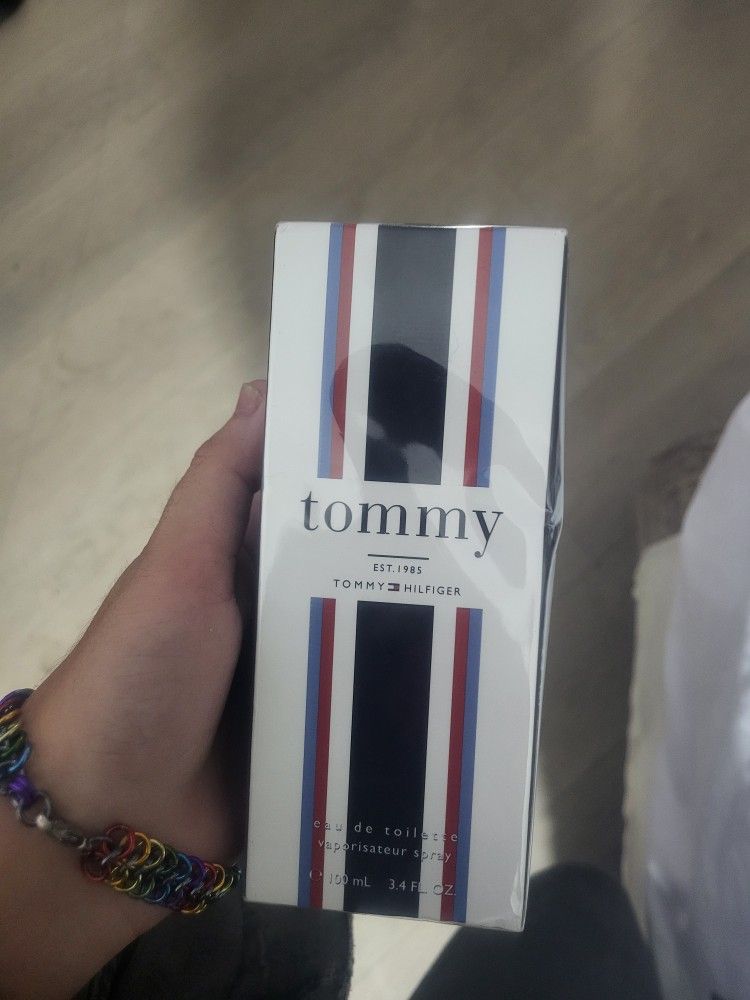 tommy
EST. 1985
TOMMY HILFIGER
eau de toilette
vaporisateur spray
℮ 100 mL 3.4 FL. OZ.